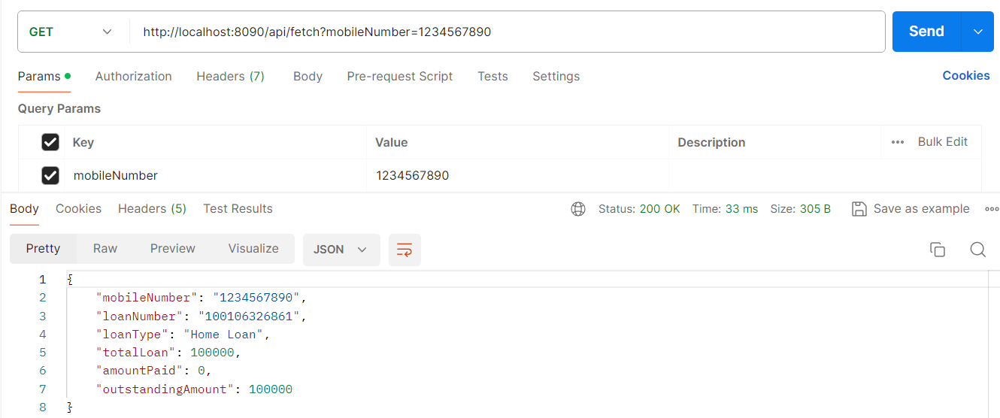 GET http://localhost:8090/api/fetch?mobileNumber=1234567890 Send
Params Authorization Headers (7) Body Pre-request Script Tests Settings Cookies
Query Params
Key Value Description ••• Bulk Edit
mobileNumber 1234567890
Body Cookies Headers (5) Test Results Status: 200 OK Time: 33 ms Size: 305 B Save as example
Pretty Raw Preview Visualize JSON
1 {
2 "mobileNumber": "1234567890",
3 "loanNumber": "100106326861",
4 "loanType": "Home Loan",
5 "totalLoan": 100000,
6 "amountPaid": 0,
7 "outstandingAmount": 100000
8 }